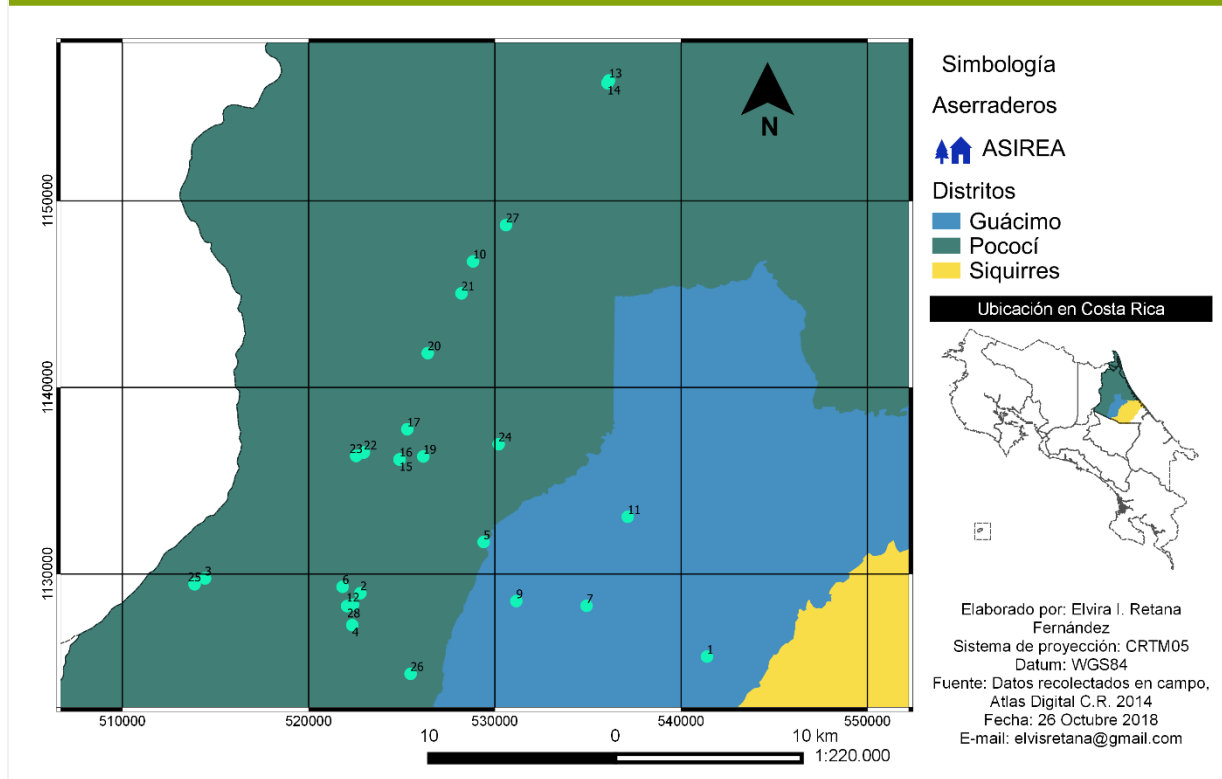 13
14
N
27
10
21
20
17
23 22
16
15
19
24
11
5
25 3
6
2
12
28
4
9
7
1
26
1150000
1140000
1130000
510000
520000
530000
540000
550000
10
0
10 km
1:220.000
Simbología
Aserraderos
ASIREA
Distritos
Guácimo
Pococí
Siquirres
Ubicación en Costa Rica
Elaborado por: Elvira I. Retana
Fernández
Sistema de proyección: CRTM05
Datum: WGS84
Fuente: Datos recolectados en campo,
Atlas Digital C.R. 2014
Fecha: 26 Octubre 2018
E-mail: elvisretana@gmail.com